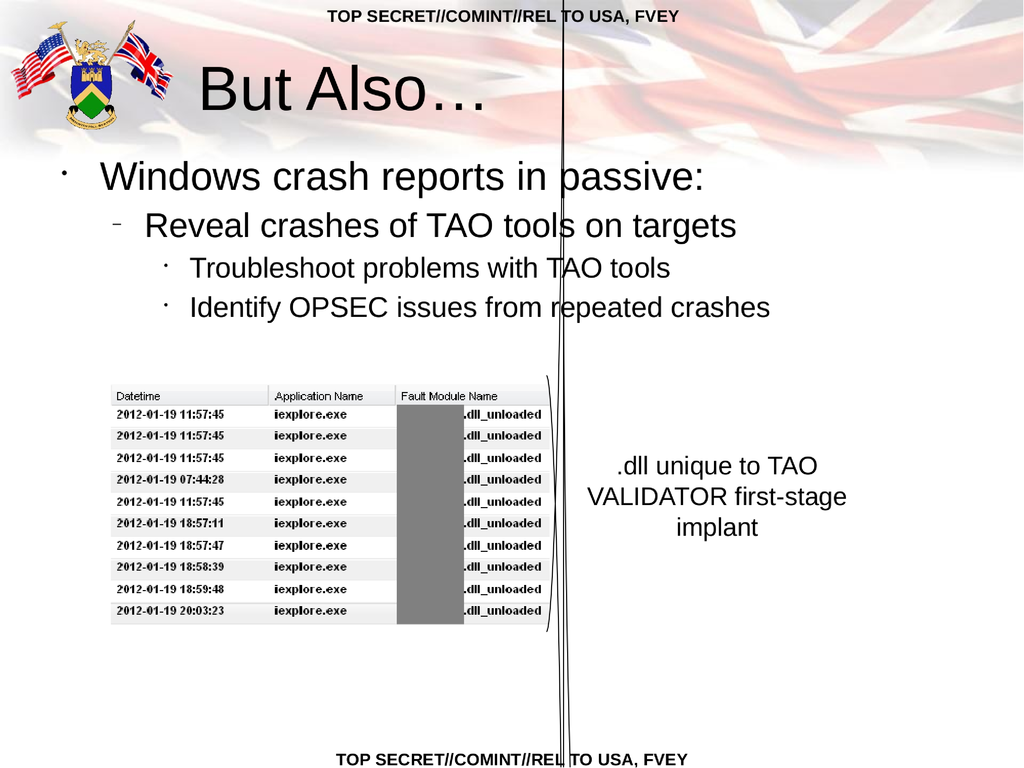 TOP SECRET//COMINT//REL TO USA, FVEY
But Also…
• Windows crash reports in passive:
– Reveal crashes of TAO tools on targets
• Troubleshoot problems with TAO tools
• Identify OPSEC issues from repeated crashes
Datetime Application Name Fault Module Name
2012-01-19 11:57:45 iexplore.exe .dll_unloaded
2012-01-19 11:57:45 iexplore.exe .dll_unloaded
2012-01-19 11:57:45 iexplore.exe .dll_unloaded
2012-01-19 07:44:28 iexplore.exe .dll_unloaded
2012-01-19 11:57:45 iexplore.exe .dll_unloaded
2012-01-19 18:57:11 iexplore.exe .dll_unloaded
2012-01-19 18:57:47 iexplore.exe .dll_unloaded
2012-01-19 18:58:39 iexplore.exe .dll_unloaded
2012-01-19 18:59:48 iexplore.exe .dll_unloaded
2012-01-19 20:03:23 iexplore.exe .dll_unloaded
.dll unique to TAO
VALIDATOR first-stage
implant
TOP SECRET//COMINT//REL TO USA, FVEY